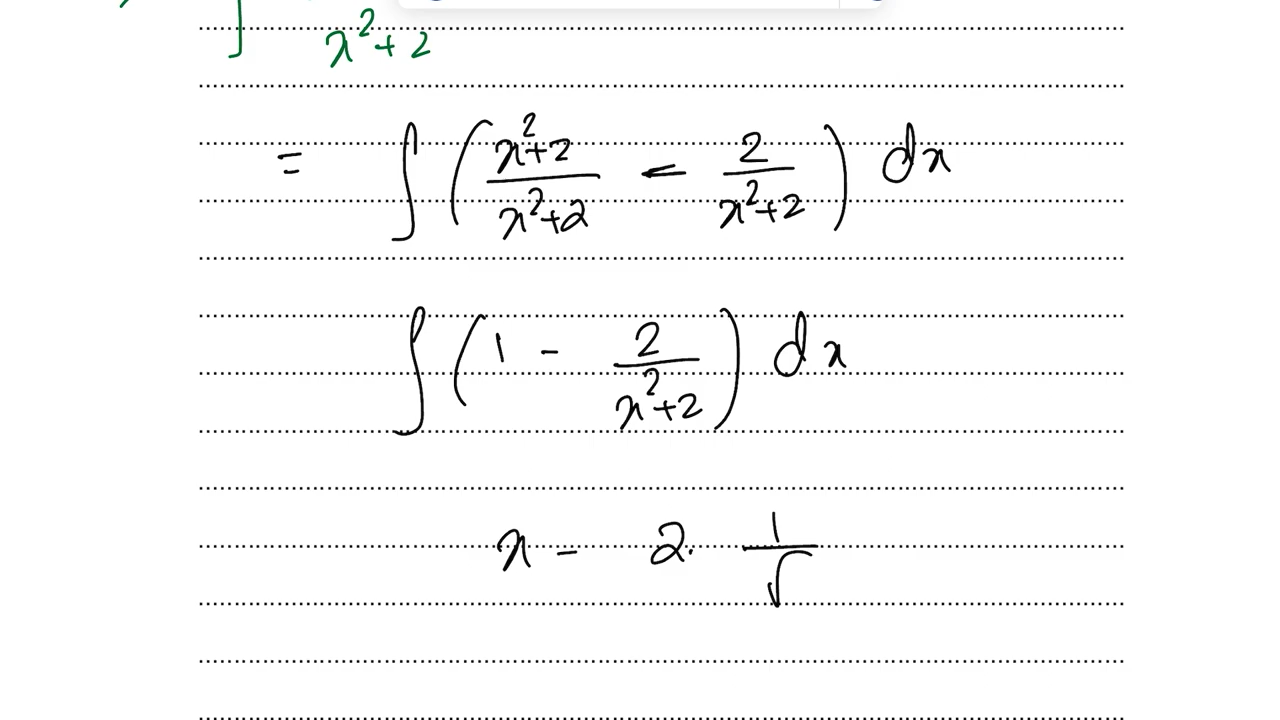 ∫ x² + 2
= ∫ ( (x²+2)/(x²+2) - 2/(x²+2) ) dx
∫ ( 1 - 2/(x²+2) ) dx
x - 2. 1/√